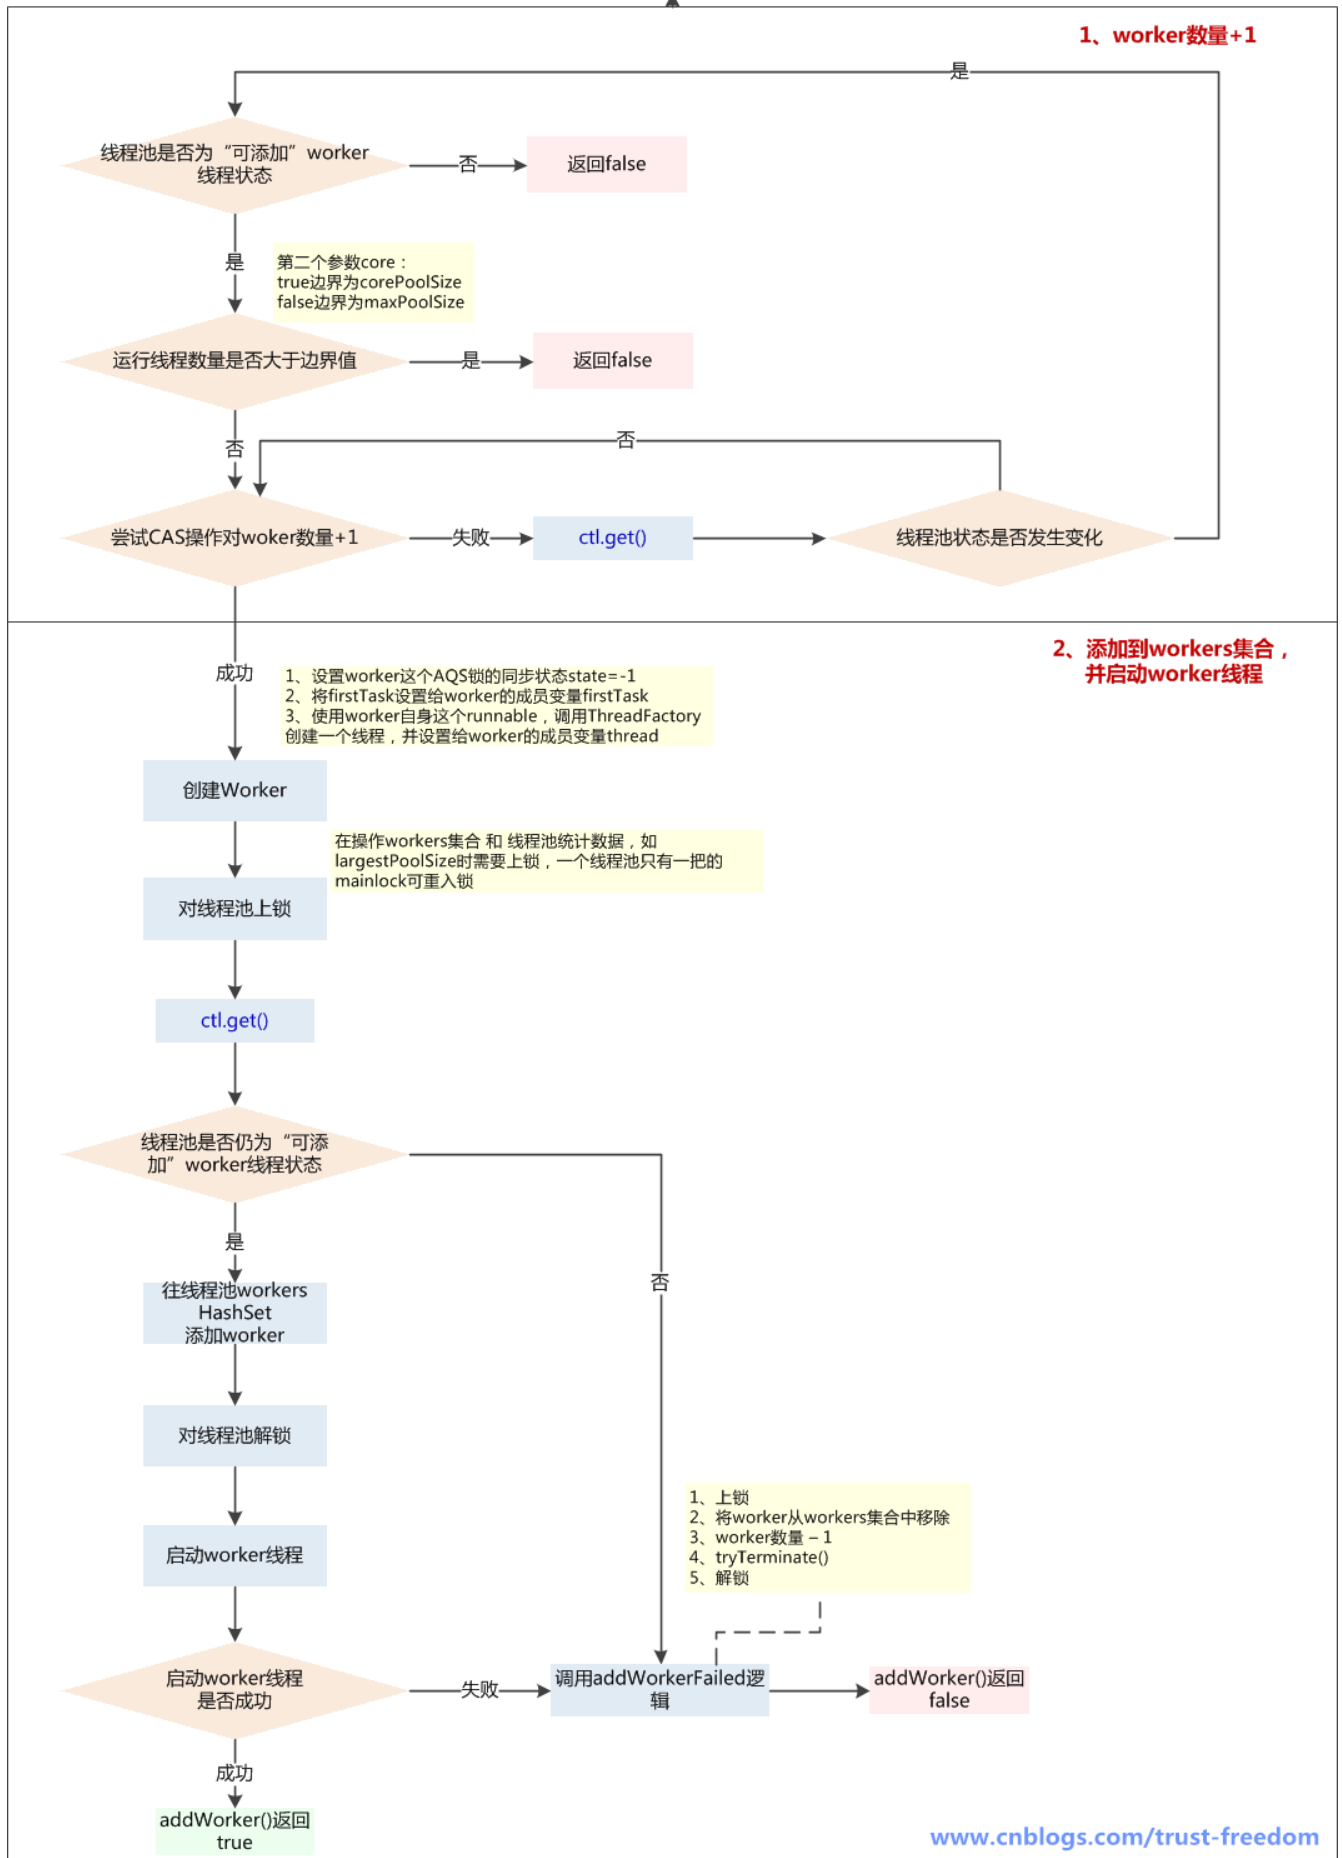 1、worker数量+1
是
线程池是否为“可添加”worker
线程状态
否
返回false
是
第二个参数core：
true边界为corePoolSize
false边界为maxPoolSize
运行线程数量是否大于边界值
是
返回false
否
否
尝试CAS操作对woker数量+1
失败
ctl.get()
线程池状态是否发生变化
2、添加到workers集合，
并启动worker线程
成功
1、设置worker这个AQS锁的同步状态state=-1
2、将firstTask设置给worker的成员变量firstTask
3、使用worker自身这个runnable，调用ThreadFactory
创建一个线程，并设置给worker的成员变量thread
创建Worker
在操作workers集合 和 线程池统计数据，如
largestPoolSize时需要上锁，一个线程池只有一把的
mainlock可重入锁
对线程池上锁
ctl.get()
线程池是否仍为“可添
加”worker线程状态
是
否
往线程池workers
HashSet
添加worker
对线程池解锁
1、上锁
2、将worker从workers集合中移除
3、worker数量 – 1
4、tryTerminate()
5、解锁
启动worker线程
启动worker线程
是否成功
失败
调用addWorkerFailed逻
辑
addWorker()返回
false
成功
addWorker()返回
true
www.cnblogs.com/trust-freedom